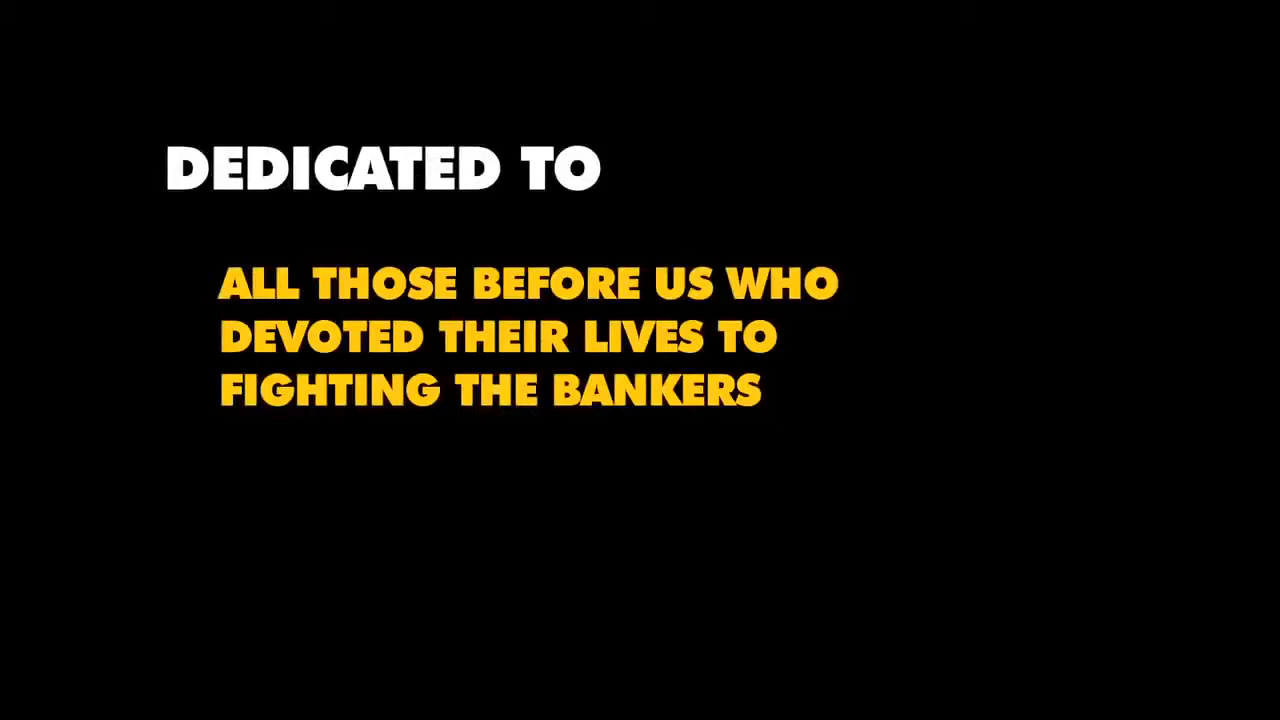 DEDICATED TO
ALL THOSE BEFORE US WHO
DEVOTED THEIR LIVES TO
FIGHTING THE BANKERS